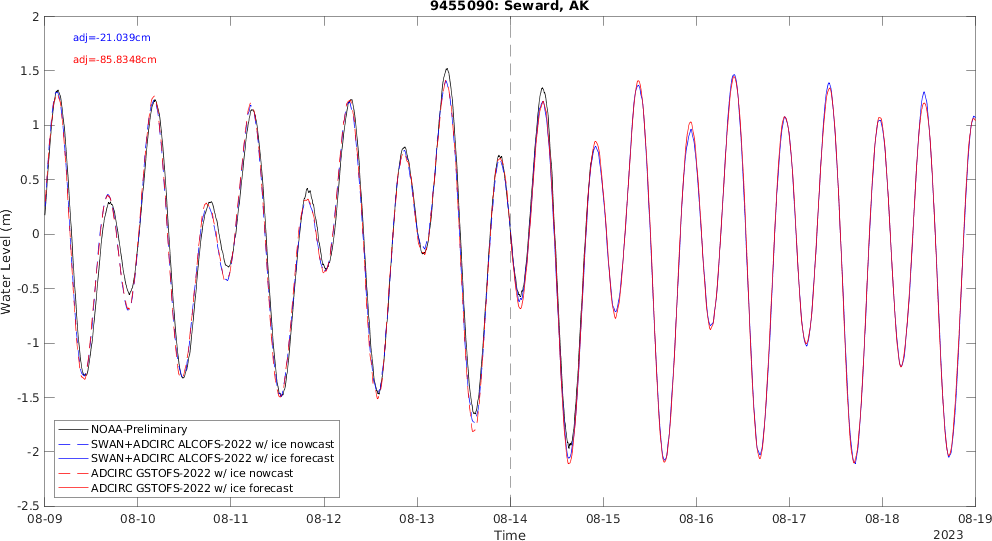 9455090: Seward, AK
adj=-21.039cm
adj=-85.8348cm
2
1.5
1
0.5
0
-0.5
-1
-1.5
-2
-2.5
Water Level (m)
NOAA-Preliminary
SWAN+ADCIRC ALCOFS-2022 w/ ice nowcast
SWAN+ADCIRC ALCOFS-2022 w/ ice forecast
ADCIRC GSTOFS-2022 w/ ice nowcast
ADCIRC GSTOFS-2022 w/ ice forecast
08-09 08-10 08-11 08-12 08-13 08-14 08-15 08-16 08-17 08-18 08-19
Time
2023